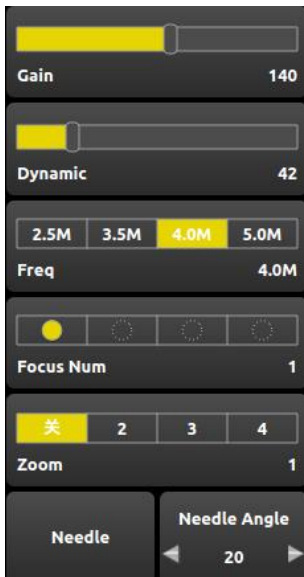 Gain 140
Dynamic 42
2.5M 3.5M 4.0M 5.0M
Freq 4.0M
Focus Num 1
关 2 3 4
Zoom 1
Needle
Needle Angle
20